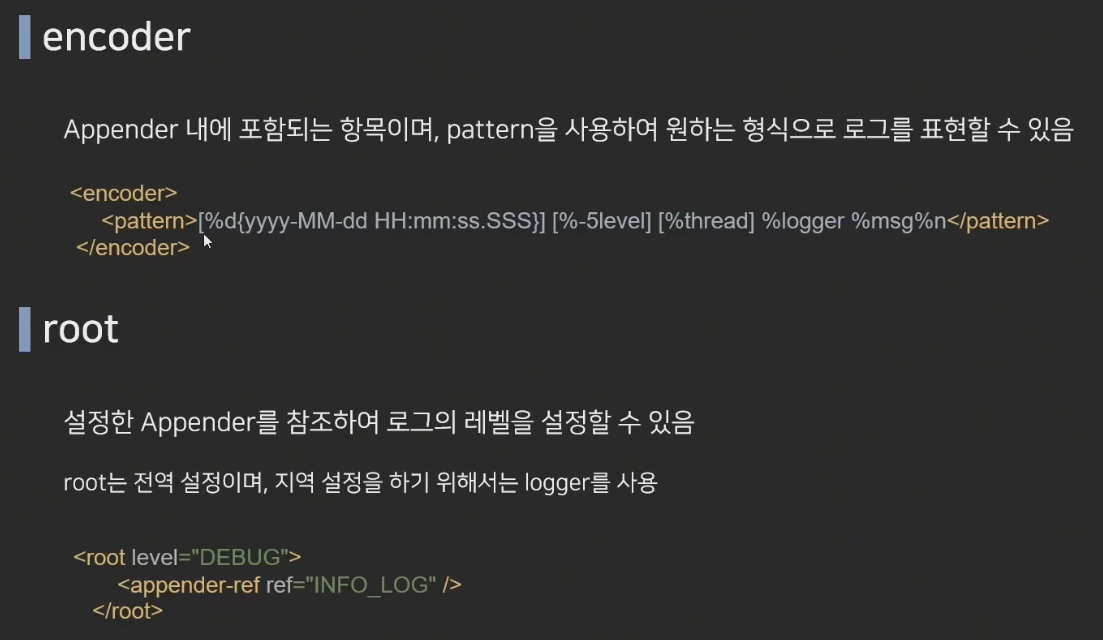 encoder
Appender 내에 포함되는 항목이며, pattern을 사용하여 원하는 형식으로 로그를 표현할 수 있음
<encoder>
<pattern>[%d{yyyy-MM-dd HH:mm:ss.SSS}] [%-5level] [%thread] %logger %msg%n</pattern>
</encoder>
root
설정한 Appender를 참조하여 로그의 레벨을 설정할 수 있음
root는 전역 설정이며, 지역 설정을 하기 위해서는 logger를 사용
<root level="DEBUG">
<appender-ref ref="INFO_LOG" />
</root>